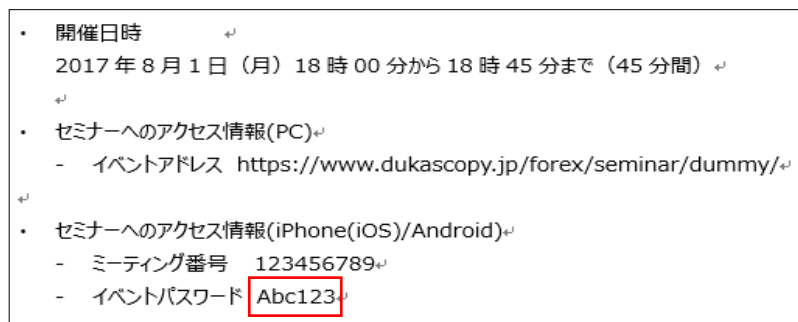 ・ 開催日時
2017 年 8 月 1 日（月）18 時 00 分から 18 時 45 分まで（45 分間）
・ セミナーへのアクセス情報(PC)
- イベントアドレス https://www.dukascopy.jp/forex/seminar/dummy/
・ セミナーへのアクセス情報(iPhone(iOS)/Android)
- ミーティング番号 123456789
- イベントパスワード Abc123